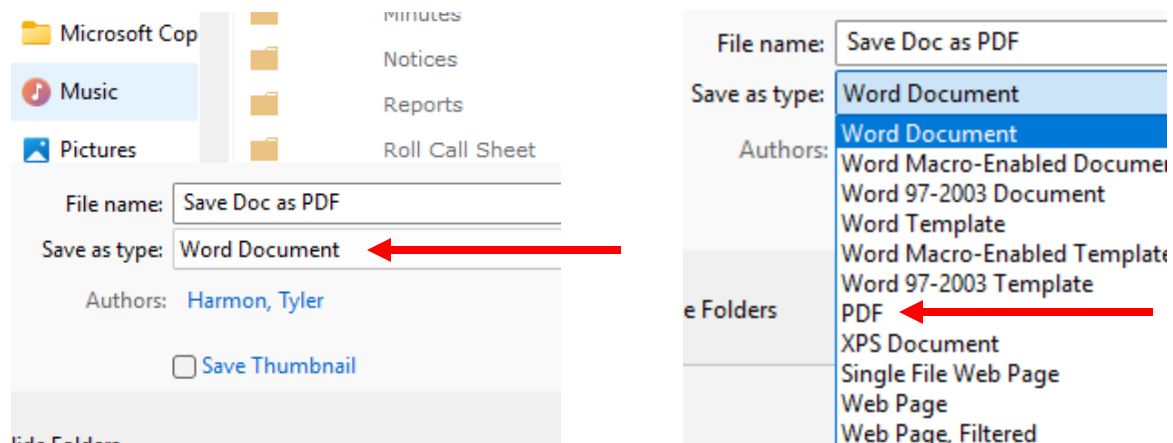 Microsoft Cop
Music
Pictures
Minutes
Notices
Reports
Roll Call Sheet
File name: Save Doc as PDF
Save as type: Word Document
Authors: Harmon, Tyler
Save Thumbnail
Folders
File name: Save Doc as PDF
Save as type: Word Document
Authors:
Word Document
Word Macro-Enabled Documen
Word 97-2003 Document
Word Template
Word Macro-Enabled Template
Word 97-2003 Template
PDF
XPS Document
Single File Web Page
Web Page
Web Page, Filtered
e Folders